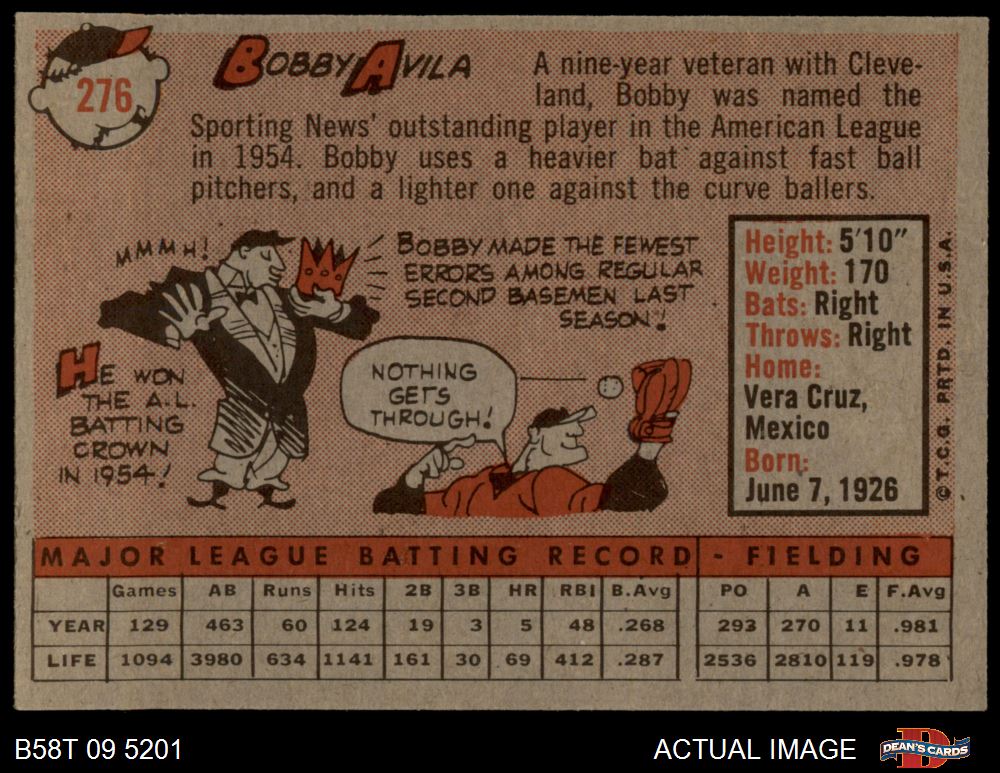 276
BOBBY AVILA
A nine-year veteran with Cleve-
land, Bobby was named the
Sporting News' outstanding player in the American League
in 1954. Bobby uses a heavier bat against fast ball
pitchers, and a lighter one against the curve ballers.
MMMH!
BOBBY MADE THE FEWEST
ERRORS AMONG REGULAR
SECOND BASEMEN LAST
SEASON!
HE WON
THE A.L.
BATTING
CROWN
IN 1954!
NOTHING
GETS
THROUGH!
Height: 5'10"
Weight: 170
Bats: Right
Throws: Right
Home:
Vera Cruz,
Mexico
Born:
June 7, 1926
© T.C.G. PRTD. IN U.S.A.
MAJOR LEAGUE BATTING RECORD - FIELDING
Games AB Runs Hits 2B 3B HR RBI B.Avg PO A E F.Avg
YEAR 129 463 60 124 19 3 5 48 .268 293 270 11 .981
LIFE 1094 3980 634 1141 161 30 69 412 .287 2536 2810 119 .978
B58T 09 5201
ACTUAL IMAGE
DEAN'S CARDS